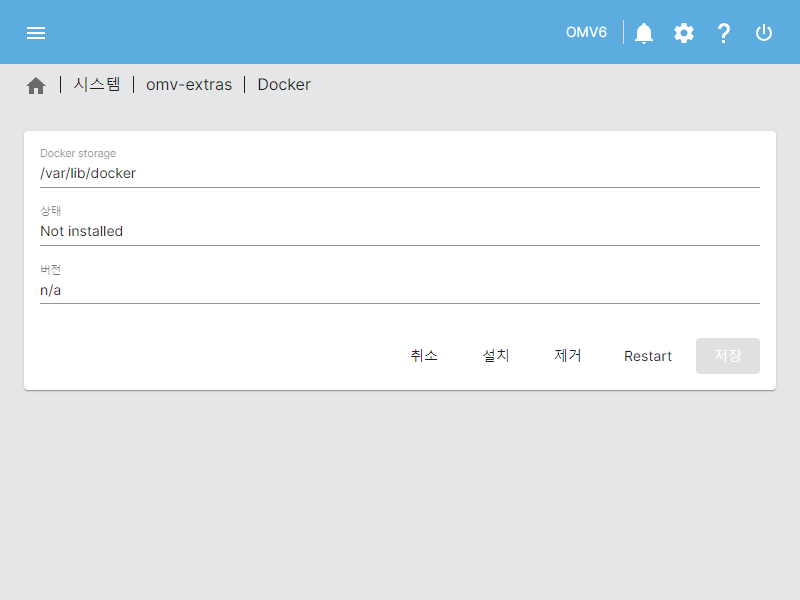 OMV6
시스템 omv-extras Docker
Docker storage
/var/lib/docker
상태
Not installed
버전
n/a
취소 설치 제거 Restart 저장